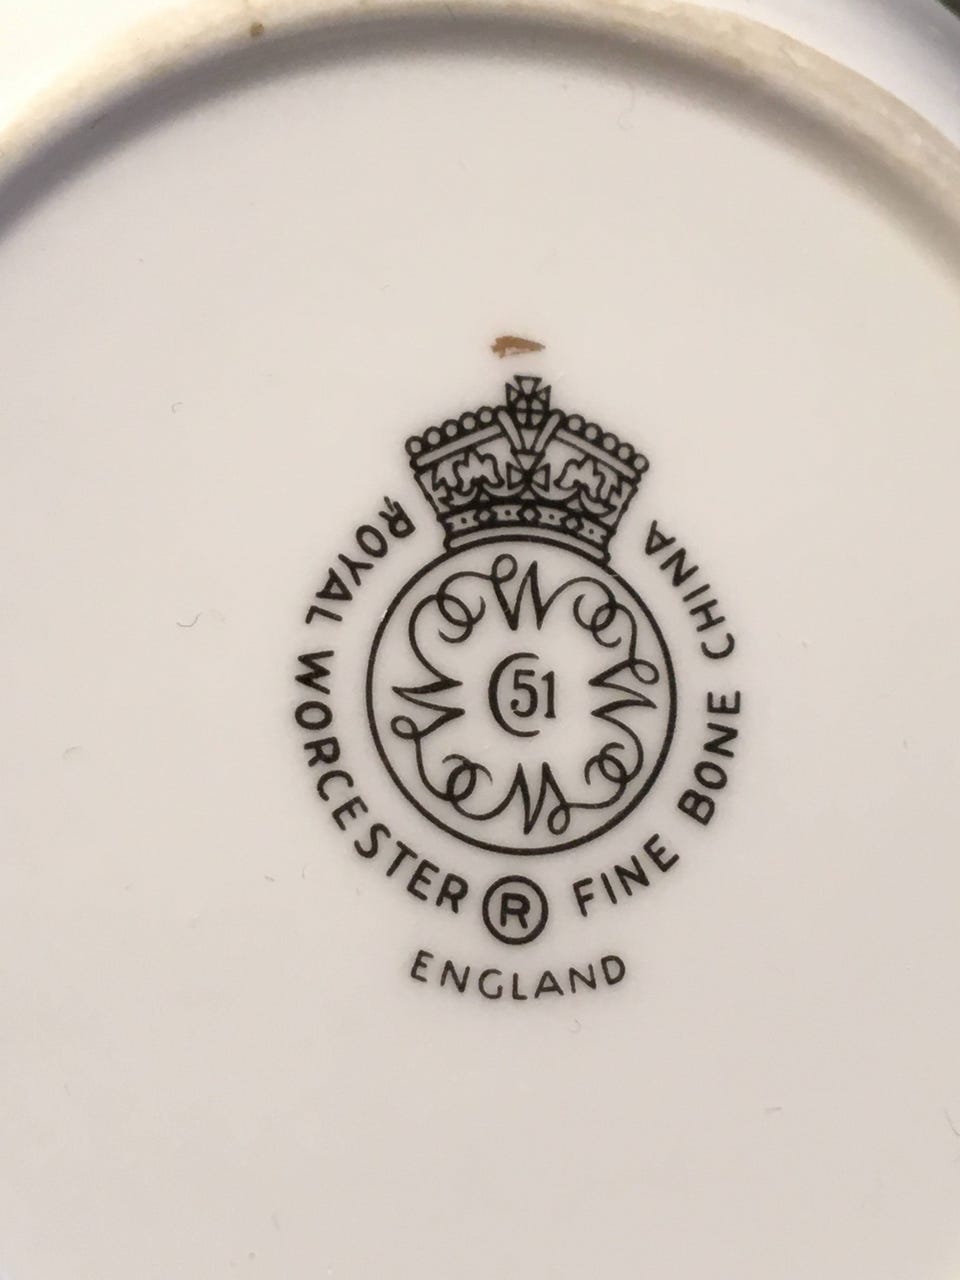 ROYAL WORCESTER ® FINE BONE CHINA
C51
ENGLAND